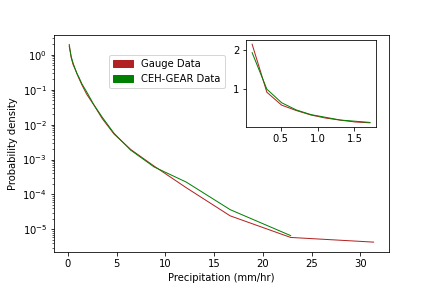 Gauge Data
CEH-GEAR Data
Probability density
10⁰
10⁻¹
10⁻²
10⁻³
10⁻⁴
10⁻⁵
2
1
0.5 1.0 1.5
0 5 10 15 20 25 30
Precipitation (mm/hr)